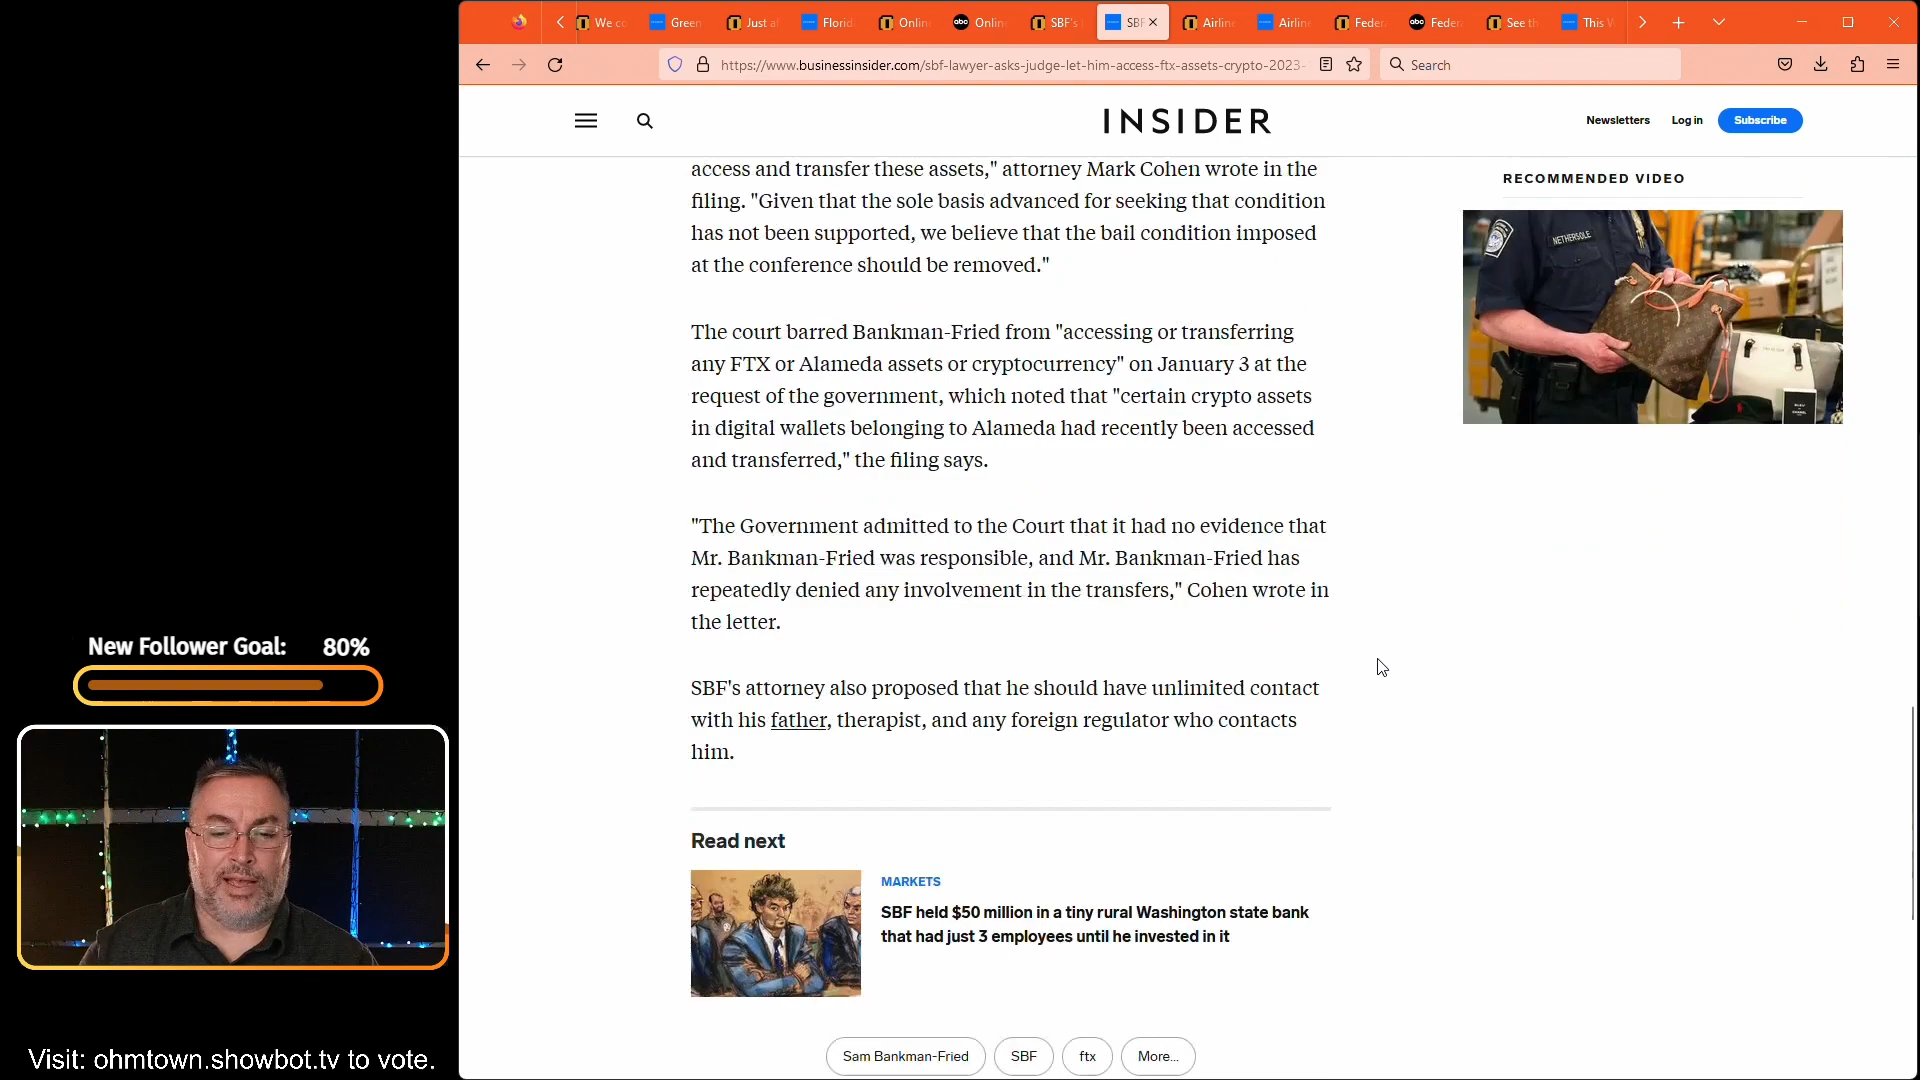 We co
Green
Just a
Florid
Onlin
Onlin
SBF's
SBF
Airline
Airline
Feder
Feder
See th
This W
https://www.businessinsider.com/sbf-lawyer-asks-judge-let-him-access-ftx-assets-crypto-2023-
Search
INSIDER
Newsletters
Log in
Subscribe
access and transfer these assets," attorney Mark Cohen wrote in the
filing. "Given that the sole basis advanced for seeking that condition
has not been supported, we believe that the bail condition imposed
at the conference should be removed."
The court barred Bankman-Fried from "accessing or transferring
any FTX or Alameda assets or cryptocurrency" on January 3 at the
request of the government, which noted that "certain crypto assets
in digital wallets belonging to Alameda had recently been accessed
and transferred," the filing says.
"The Government admitted to the Court that it had no evidence that
Mr. Bankman-Fried was responsible, and Mr. Bankman-Fried has
repeatedly denied any involvement in the transfers," Cohen wrote in
the letter.
SBF's attorney also proposed that he should have unlimited contact
with his father, therapist, and any foreign regulator who contacts
him.
Read next
MARKETS
SBF held $50 million in a tiny rural Washington state bank
that had just 3 employees until he invested in it
Sam Bankman-Fried
SBF
ftx
More...
RECOMMENDED VIDEO
NETHERSOLE
New Follower Goal: 80%
Visit: ohmtown.showbot.tv to vote.